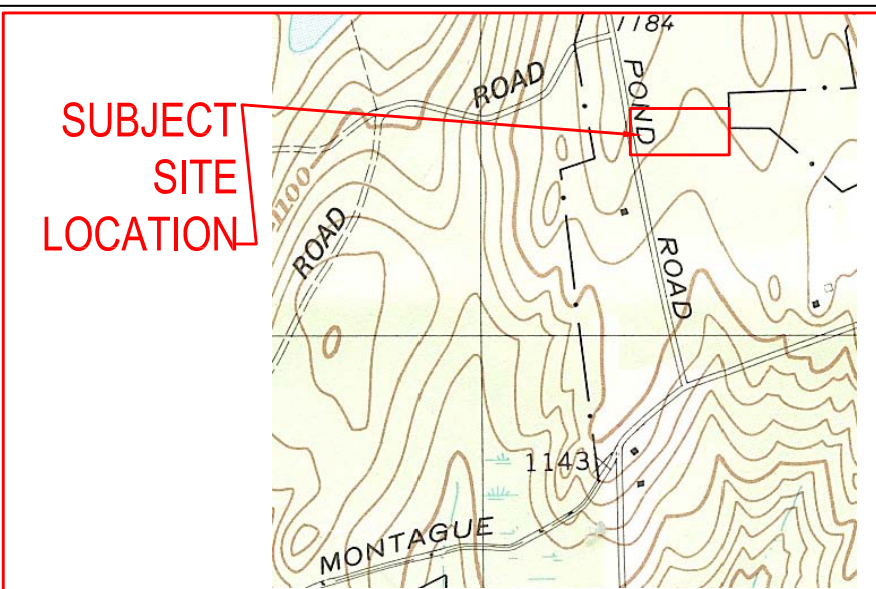 SUBJECT
SITE
LOCATION
1184
ROAD
POND
1100
ROAD
ROAD
1143
MONTAGUE